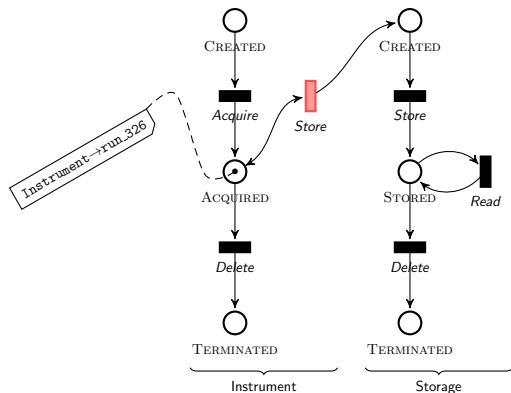 CREATED
CREATED
Acquire
Store
Store
Instrument→run_326
ACQUIRED
STORED
Read
Delete
Delete
TERMINATED
TERMINATED
Instrument
Storage